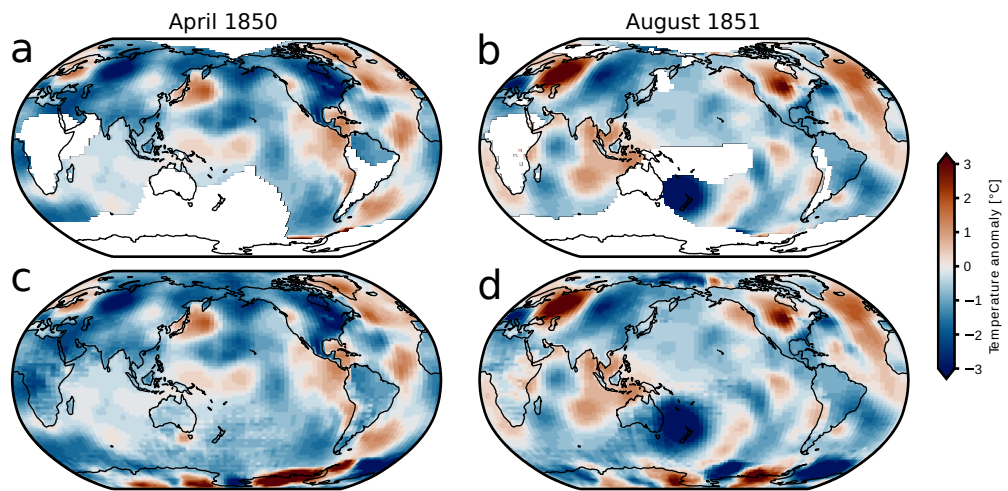 April 1850
August 1851
a
b
c
d
3
2
1
0
−1
−2
−3
Temperature anomaly [°C]